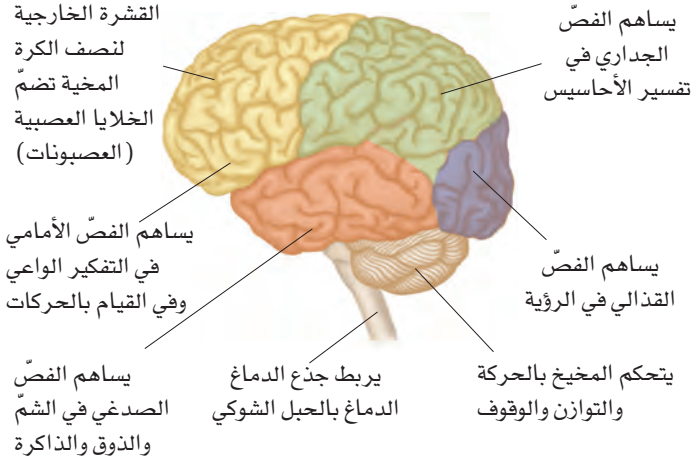 القشرة الخارجية
لنصف الكرة
المخية تضمّ
الخلايا العصبية
(العصبونات)
يساهم الفصّ
الجداري في
تفسير الأحاسيس
يساهم الفصّ الأمامي
في التفكير الواعي
وفي القيام بالحركات
يساهم الفصّ
القذالي في الرؤية
يساهم الفصّ
الصدغي في الشمّ
والذوق والذاكرة
يربط جذع الدماغ
الدماغ بالحبل الشوكي
يتحكم المخيخ بالحركة
والتوازن والوقوف